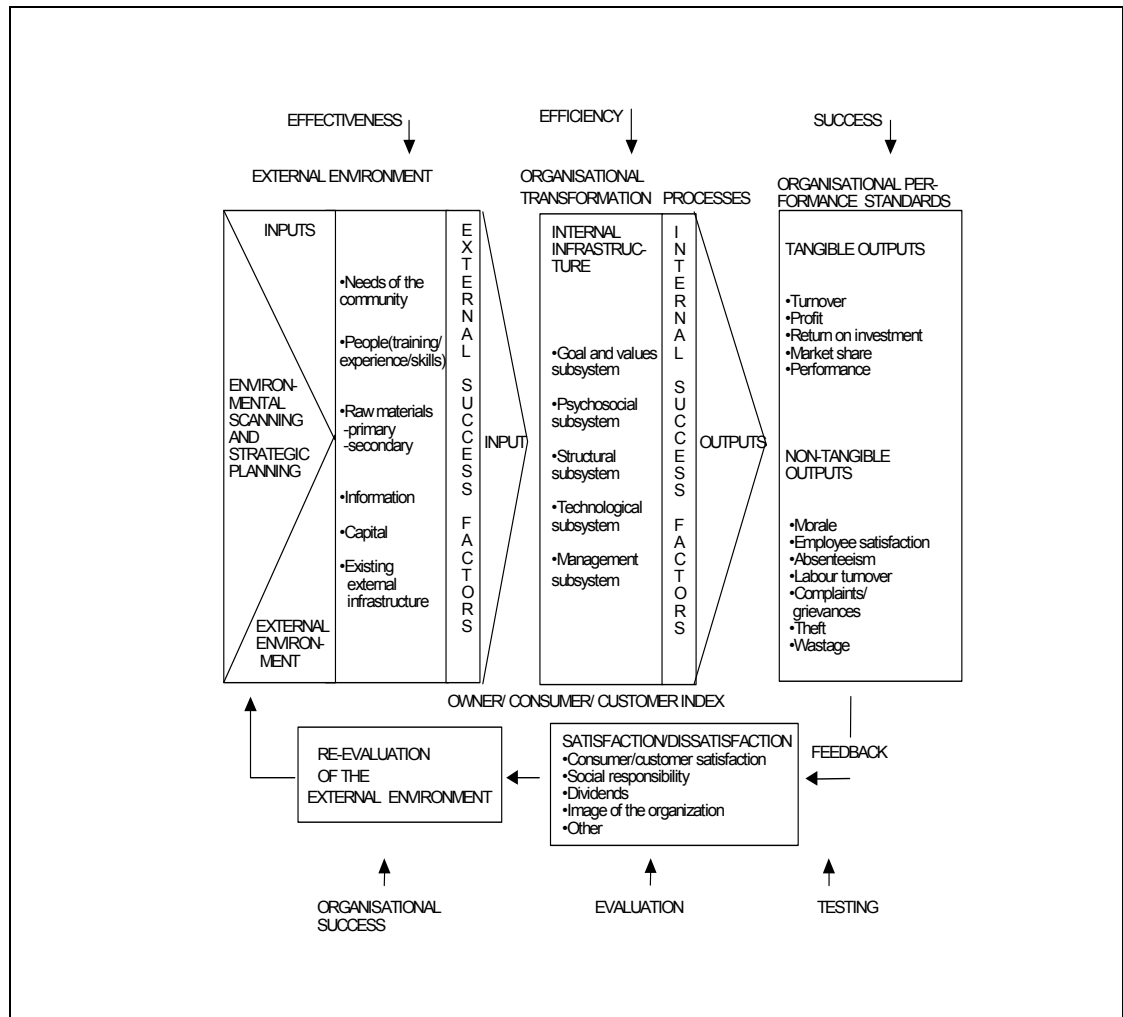 EFFECTIVENESS
EFFICIENCY
SUCCESS
EXTERNAL ENVIRONMENT
ORGANISATIONAL
TRANSFORMATION PROCESSES
ORGANISATIONAL PER-
FORMANCE STANDARDS
INPUTS
ENVIRON-
MENTAL
SCANNING
AND
STRATEGIC
PLANNING
EXTERNAL
ENVIRON-
MENT
•Needs of the
community
•People(training/
experience/skills)
•Raw materials
-primary
-secondary
•Information
•Capital
•Existing
external
infrastructure
EXTERNAL SUCCESS FACTORS
INPUT
INTERNAL
INFRASTRUC-
TURE
•Goal and values
subsystem
•Psychosocial
subsystem
•Structural
subsystem
•Technological
subsystem
•Management
subsystem
INTERNAL SUCCESS FACTORS
OUTPUTS
TANGIBLE OUTPUTS
•Turnover
•Profit
•Return on investment
•Market share
•Performance
NON-TANGIBLE
OUTPUTS
•Morale
•Employee satisfaction
•Absenteeism
•Labour turnover
•Complaints/
grievances
•Theft
•Wastage
OWNER/ CONSUMER/ CUSTOMER INDEX
RE-EVALUATION
OF THE
EXTERNAL ENVIRONMENT
SATISFACTION/DISSATISFACTION
•Consumer/customer satisfaction
•Social responsibility
•Dividends
•Image of the organization
•Other
FEEDBACK
ORGANISATIONAL
SUCCESS
EVALUATION
TESTING